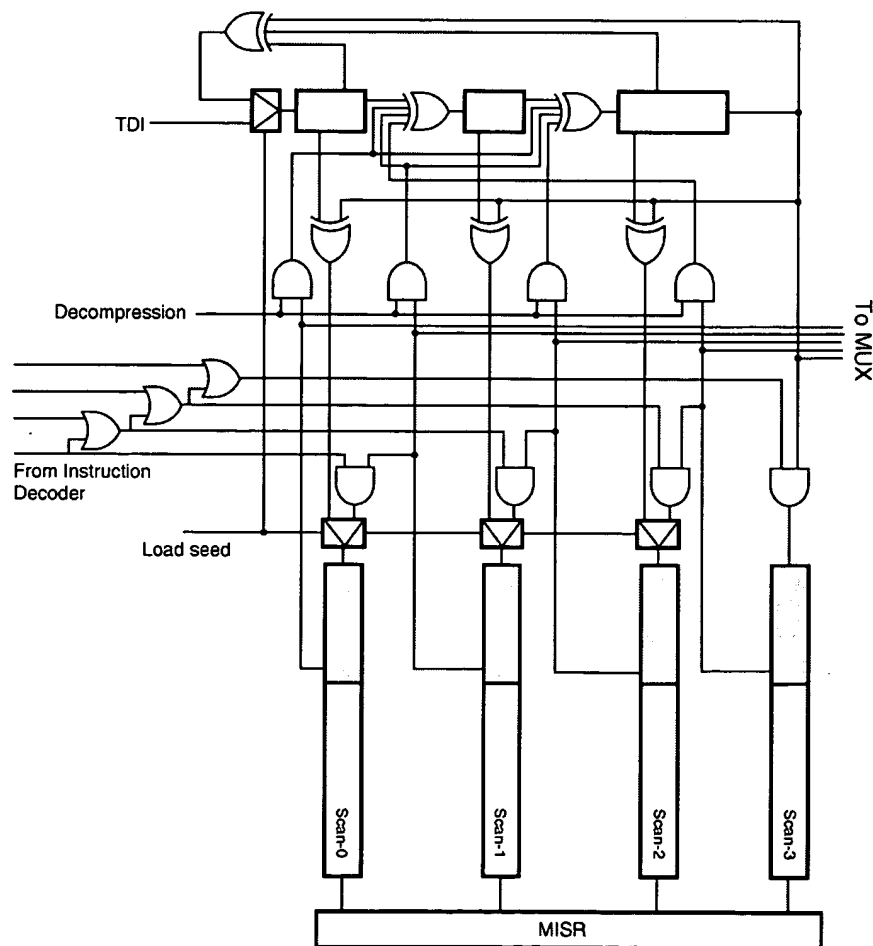 TDI
Decompression
To MUX
From Instruction
Decoder
Load seed
Scan-0
Scan-1
Scan-2
Scan-3
MISR